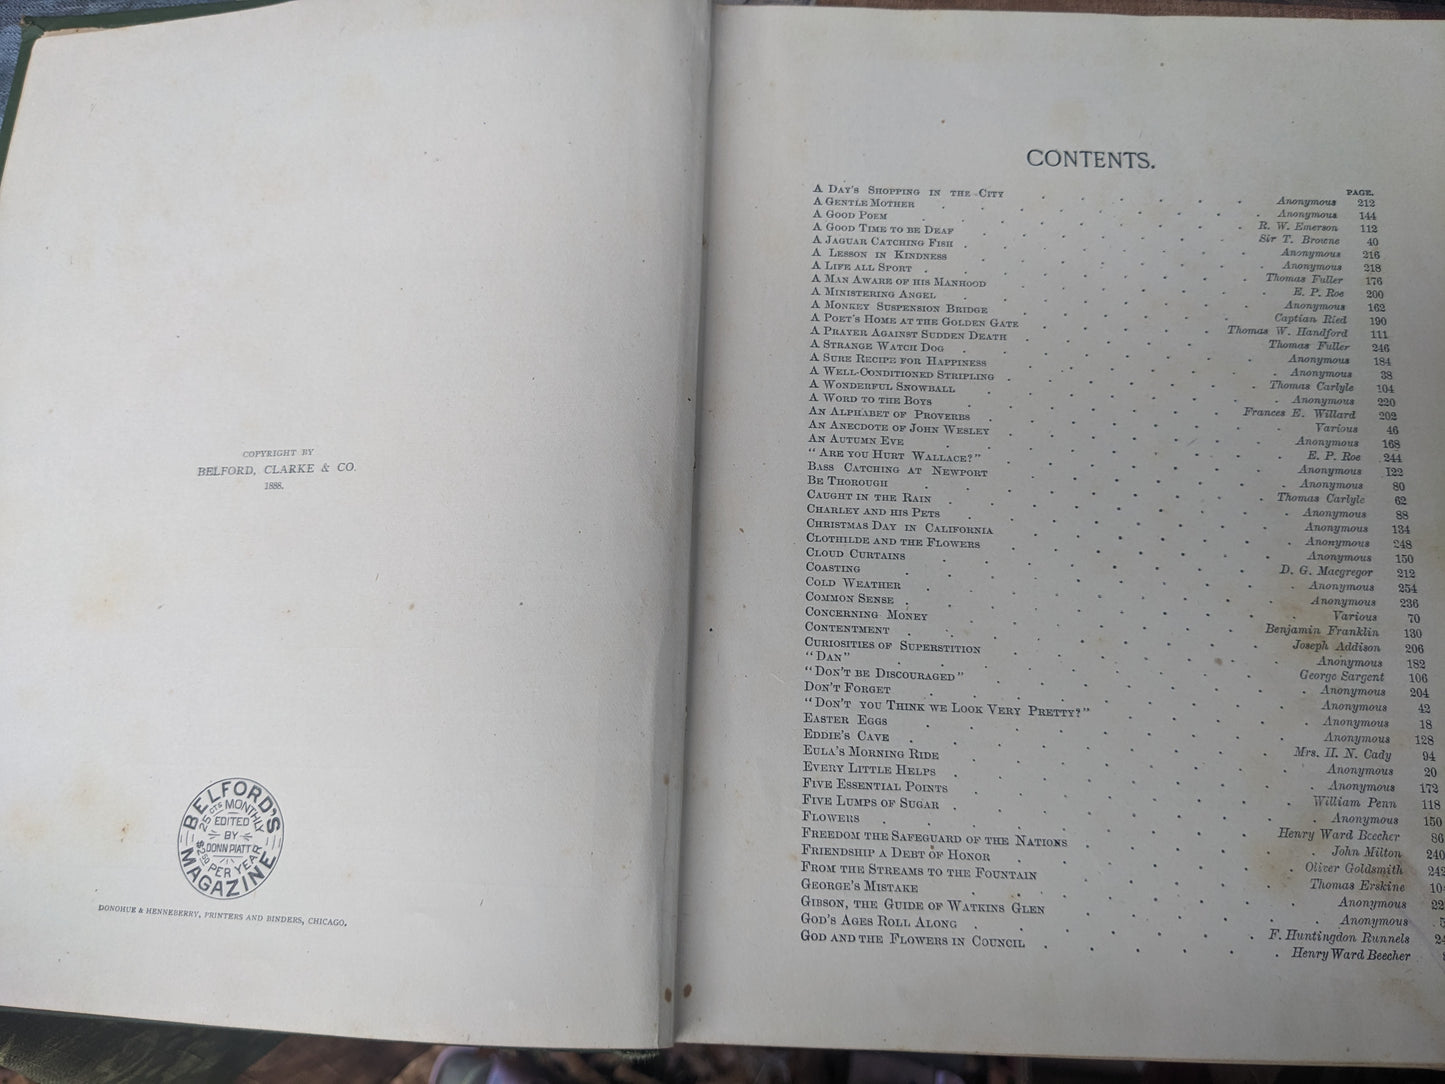 COPYRIGHT BY
BELFORD, CLARKE & CO.
1888.
BELFORD'S MAGAZINE
25 CTS MONTHLY
EDITED
BY
DONN PIATT
$2.50 PER YEAR
DONOHUE & HENNEBERRY, PRINTERS AND BINDERS, CHICAGO.
CONTENTS.
PAGE.
A Day's Shopping in the City Anonymous 212
A Gentle Mother Anonymous 144
A Good Poem R. W. Emerson 112
A Good Time to be Deaf Sir T. Browne 40
A Jaguar Catching Fish Anonymous 216
A Lesson in Kindness Anonymous 218
A Life all Sport Thomas Fuller 176
A Man Aware of his Manhood E. P. Roe 200
A Ministering Angel Anonymous 162
A Monkey Suspension Bridge Captian Ried 190
A Poet's Home at the Golden Gate Thomas W. Handford 111
A Prayer Against Sudden Death Thomas Fuller 246
A Strange Watch Dog Anonymous 184
A Sure Recipe for Happiness Anonymous 38
A Well-Conditioned Stripling Thomas Carlyle 104
A Wonderful Snowball Anonymous 220
A Word to the Boys Frances E. Willard 202
An Alphabet of Proverbs Various 46
An Anecdote of John Wesley Anonymous 168
An Autumn Eve E. P. Roe 244
"Are you Hurt Wallace?" Anonymous 122
Bass Catching at Newport Anonymous 80
Be Thorough Thomas Carlyle 62
Caught in the Rain Anonymous 88
Charley and his Pets Anonymous 134
Christmas Day in California Anonymous 248
Clothilde and the Flowers Anonymous 150
Cloud Curtains D. G. Macgregor 212
Coasting Anonymous 254
Cold Weather Anonymous 236
Common Sense Various 70
Concerning Money Benjamin Franklin 130
Contentment Joseph Addison 206
Curiosities of Superstition Anonymous 182
"Dan" George Sargent 106
"Don't be Discouraged" Anonymous 204
Don't Forget Anonymous 42
"Don't you Think we Look Very Pretty?" Anonymous 18
Easter Eggs Anonymous 128
Eddie's Cave Mrs. H. N. Cady 94
Eula's Morning Ride Anonymous 20
Every Little Helps Anonymous 172
Five Essential Points William Penn 118
Five Lumps of Sugar Anonymous 150
Flowers Henry Ward Beecher 86
Freedom the Safeguard of the Nations John Milton 240
Friendship a Debt of Honor Oliver Goldsmith 242
From the Streams to the Fountain Thomas Erskine
George's Mistake Anonymous
Gibson, the Guide of Watkins Glen Anonymous
God's Ages Roll Along F. Huntingdon Runnels
God and the Flowers in Council Henry Ward Beecher